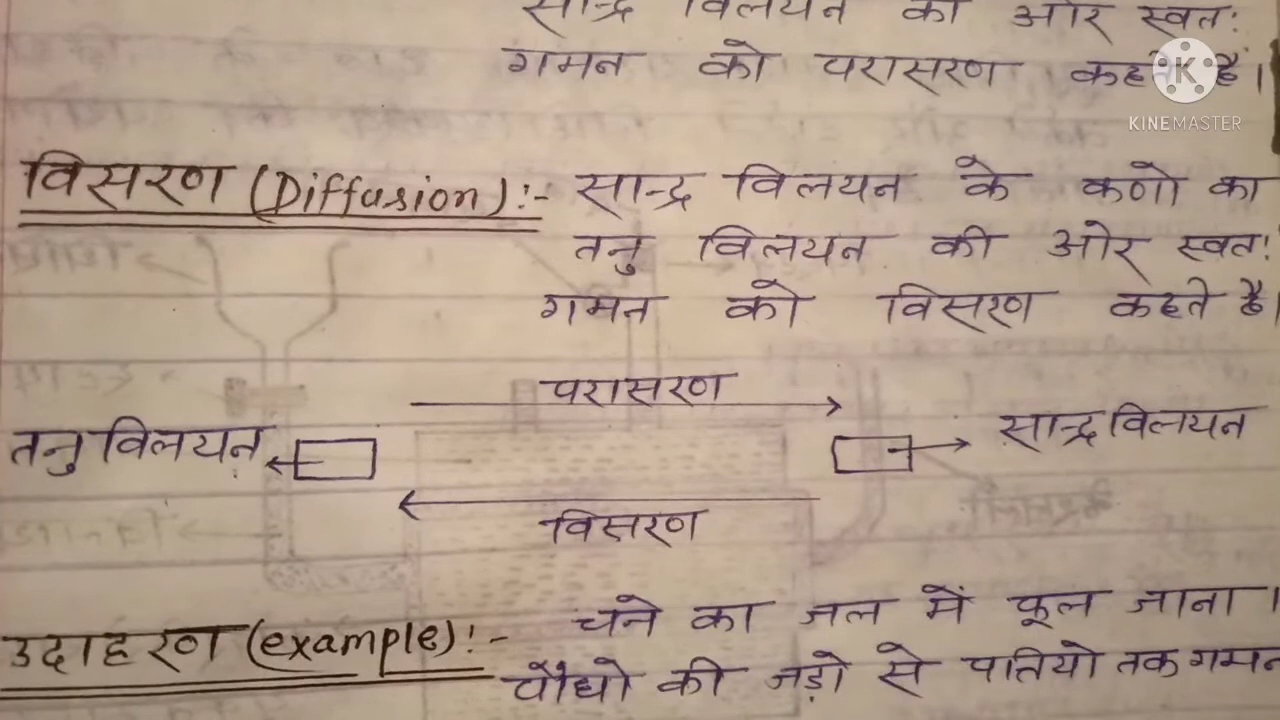 सान्द्र विलयन की ओर स्वतः
गमन को परासरण कहते हैं।
KINEMASTER
विसरण (Diffusion):- सान्द्र विलयन के कणो का
तनु विलयन की ओर स्वतः
गमन को विसरण कहते है।
परासरण
तनु विलयन
सान्द्र विलयन
विसरण
उदाहरण (example):- चने का जल में फूल जाना।
पौधो की जड़ो से पतियो तक गमन